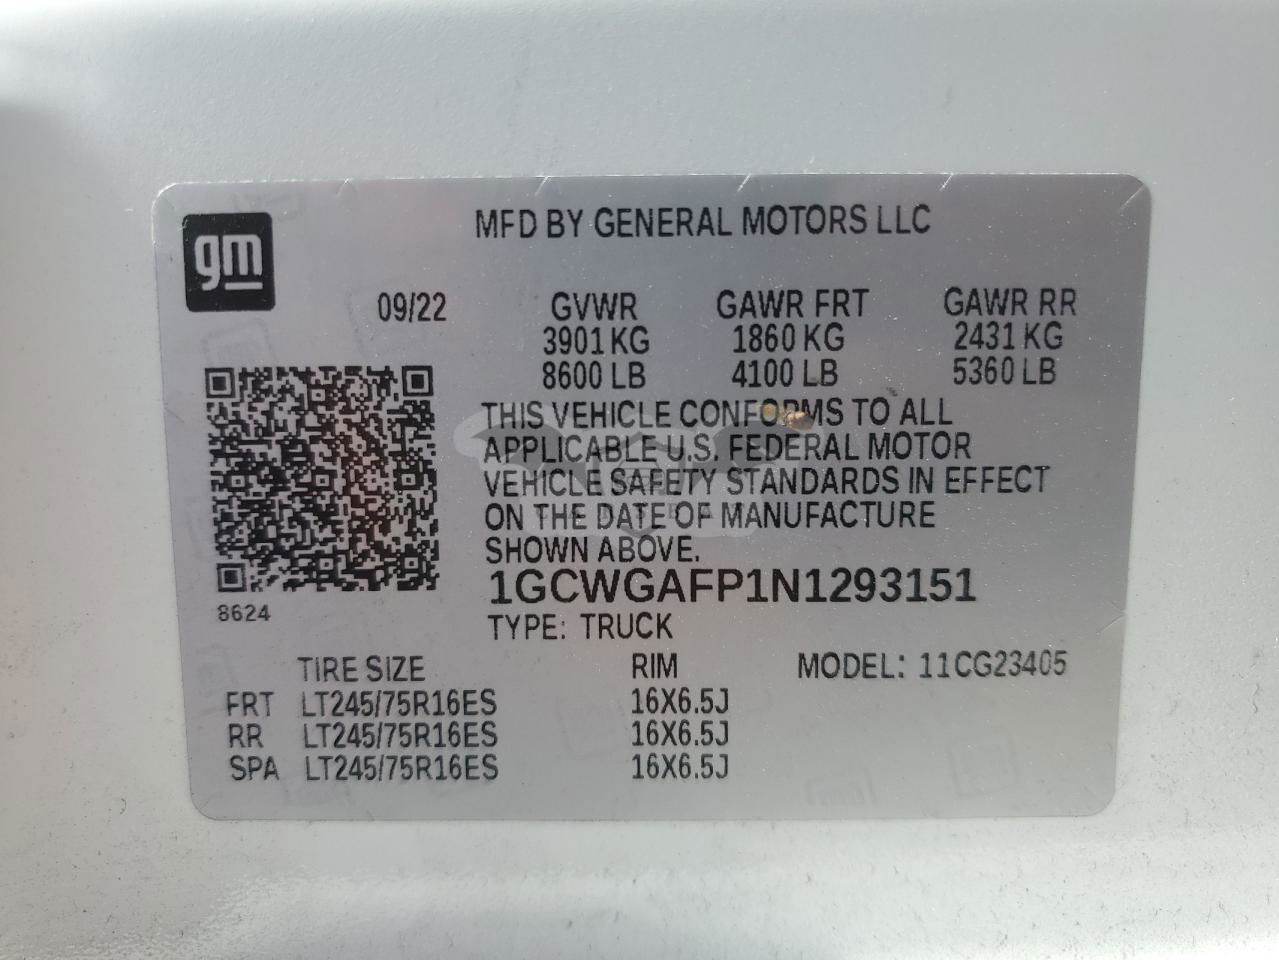 gm
MFD BY GENERAL MOTORS LLC
09/22 GVWR GAWR FRT GAWR RR
3901 KG 1860 KG 2431 KG
8600 LB 4100 LB 5360 LB
THIS VEHICLE CONFORMS TO ALL
APPLICABLE U.S. FEDERAL MOTOR
VEHICLE SAFETY STANDARDS IN EFFECT
ON THE DATE OF MANUFACTURE
SHOWN ABOVE.
1GCWGAFP1N1293151
8624
TYPE: TRUCK
TIRE SIZE RIM MODEL: 11CG23405
FRT LT245/75R16ES 16X6.5J
RR LT245/75R16ES 16X6.5J
SPA LT245/75R16ES 16X6.5J